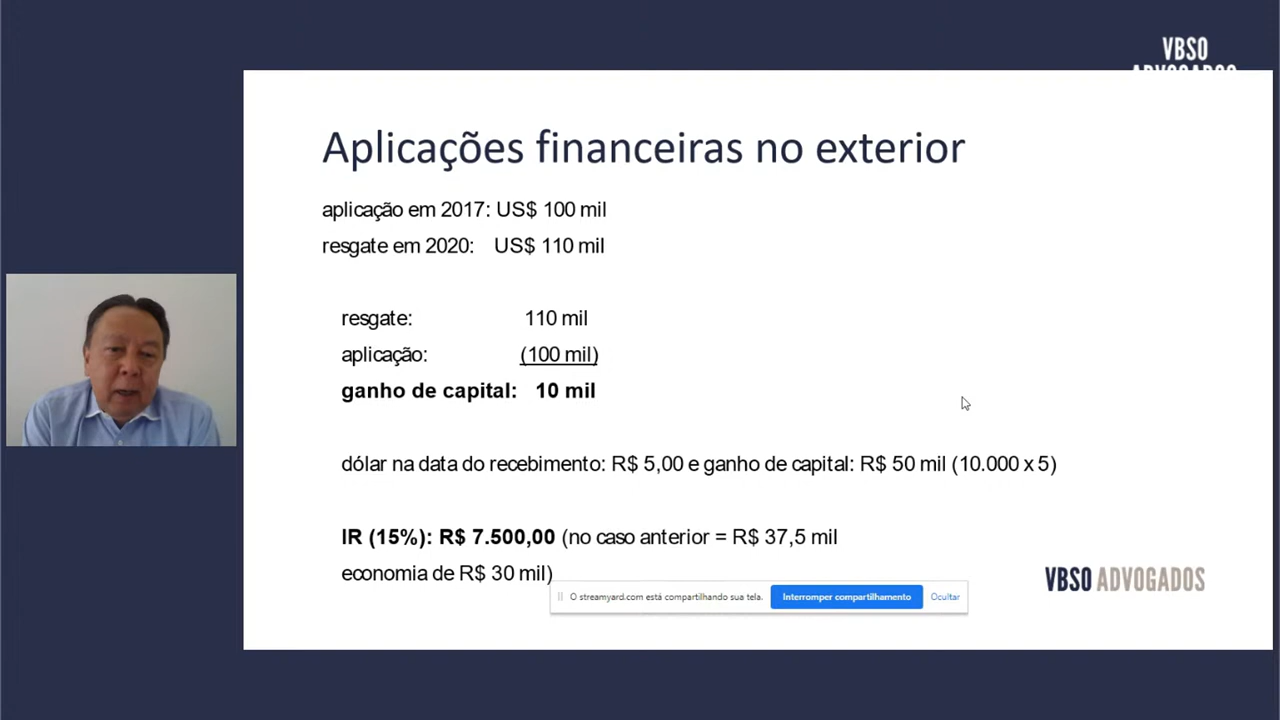 VBSO
ADVOGADOS
Aplicações financeiras no exterior
aplicação em 2017: US$ 100 mil
resgate em 2020: US$ 110 mil
resgate: 110 mil
aplicação: (100 mil)
ganho de capital: 10 mil
dólar na data do recebimento: R$ 5,00 e ganho de capital: R$ 50 mil (10.000 x 5)
IR (15%): R$ 7.500,00 (no caso anterior = R$ 37,5 mil
economia de R$ 30 mil)
VBSO ADVOGADOS
O streamyard.com está compartilhando sua tela. Interromper compartilhamento Ocultar